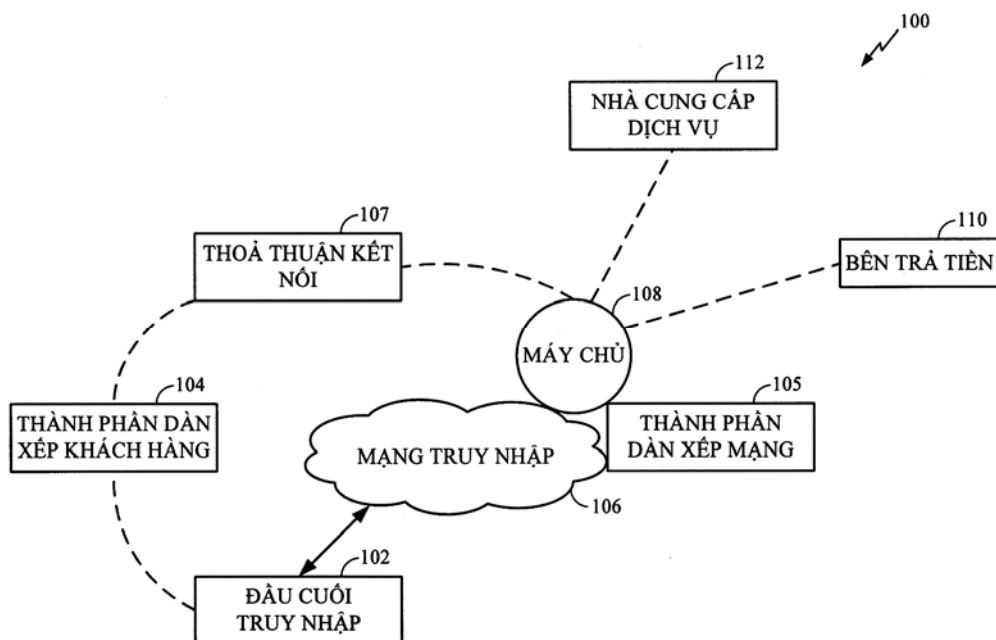 100
112
NHÀ CUNG CẤP
DỊCH VỤ
107
THOẢ THUẬN KẾT
NỐI
110
BÊN TRẢ TIỀN
108
MÁY CHỦ
104
THÀNH PHẦN DÀN
XẾP KHÁCH HÀNG
105
THÀNH PHẦN
DÀN XẾP MẠNG
MẠNG TRUY NHẬP
106
102
ĐẦU CUỐI
TRUY NHẬP